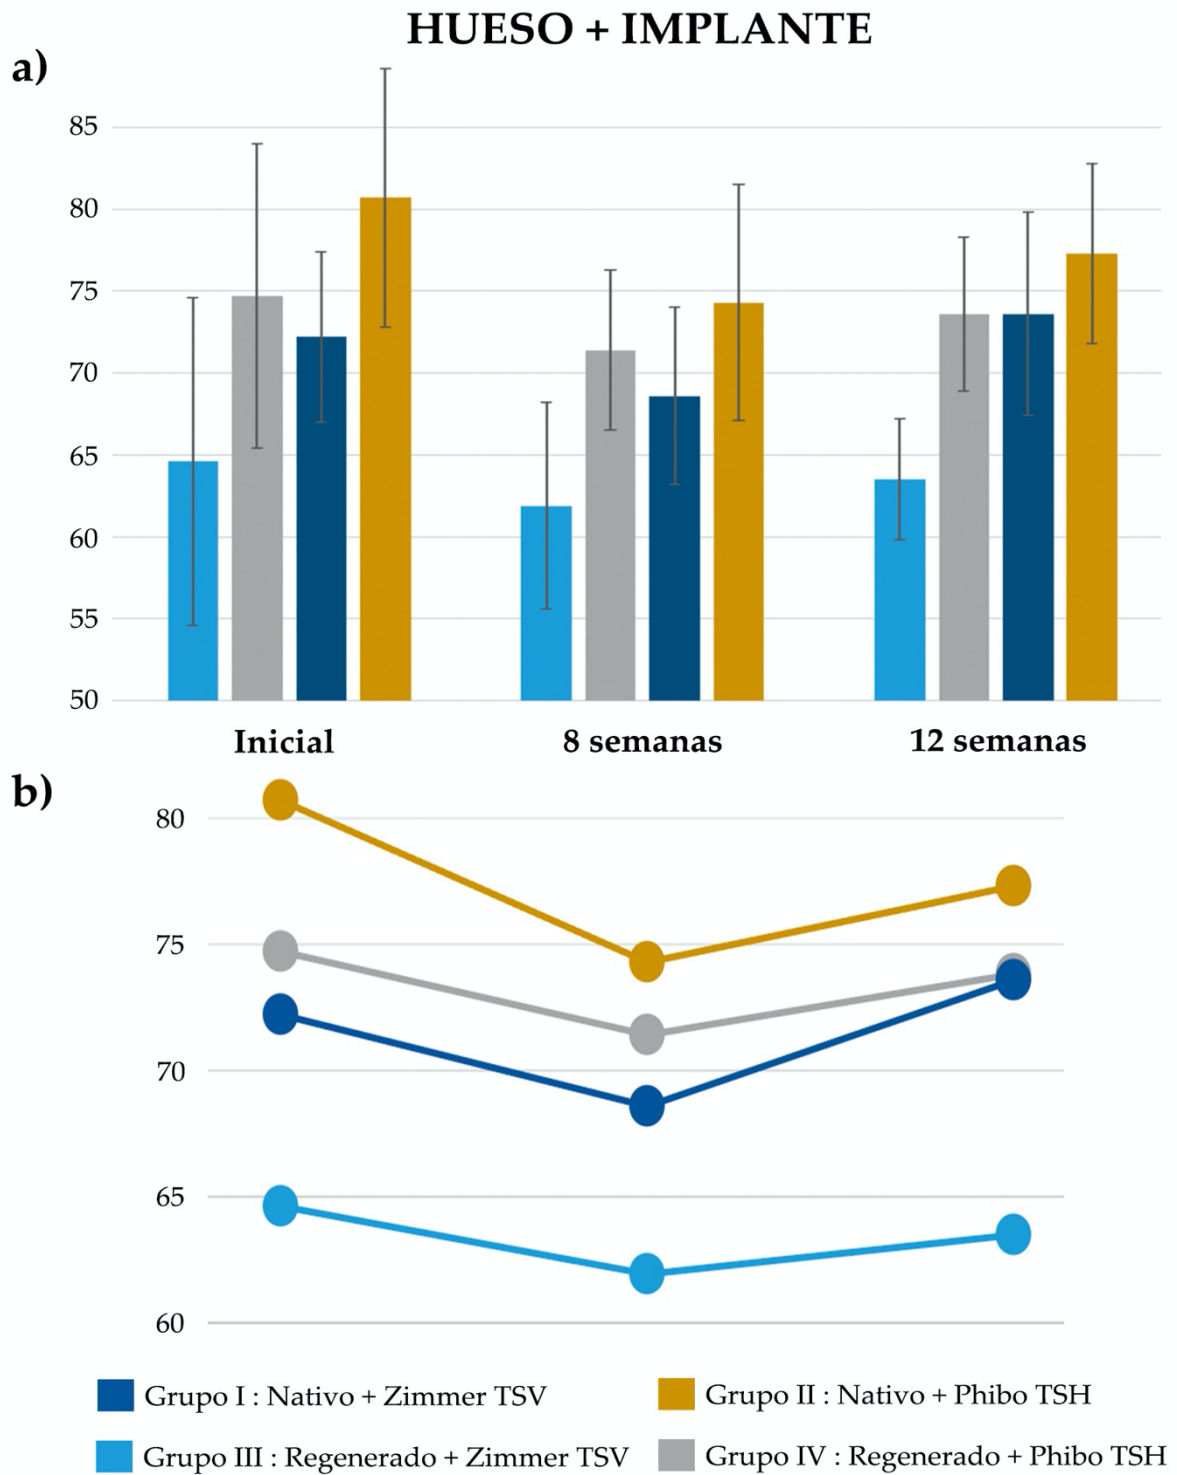 HUESO + IMPLANTE
a)
85
80
75
70
65
60
55
50
Inicial 8 semanas 12 semanas
b)
80
75
70
65
60
Grupo I : Nativo + Zimmer TSV Grupo II : Nativo + Phibo TSH
Grupo III : Regenerado + Zimmer TSV Grupo IV : Regenerado + Phibo TSH